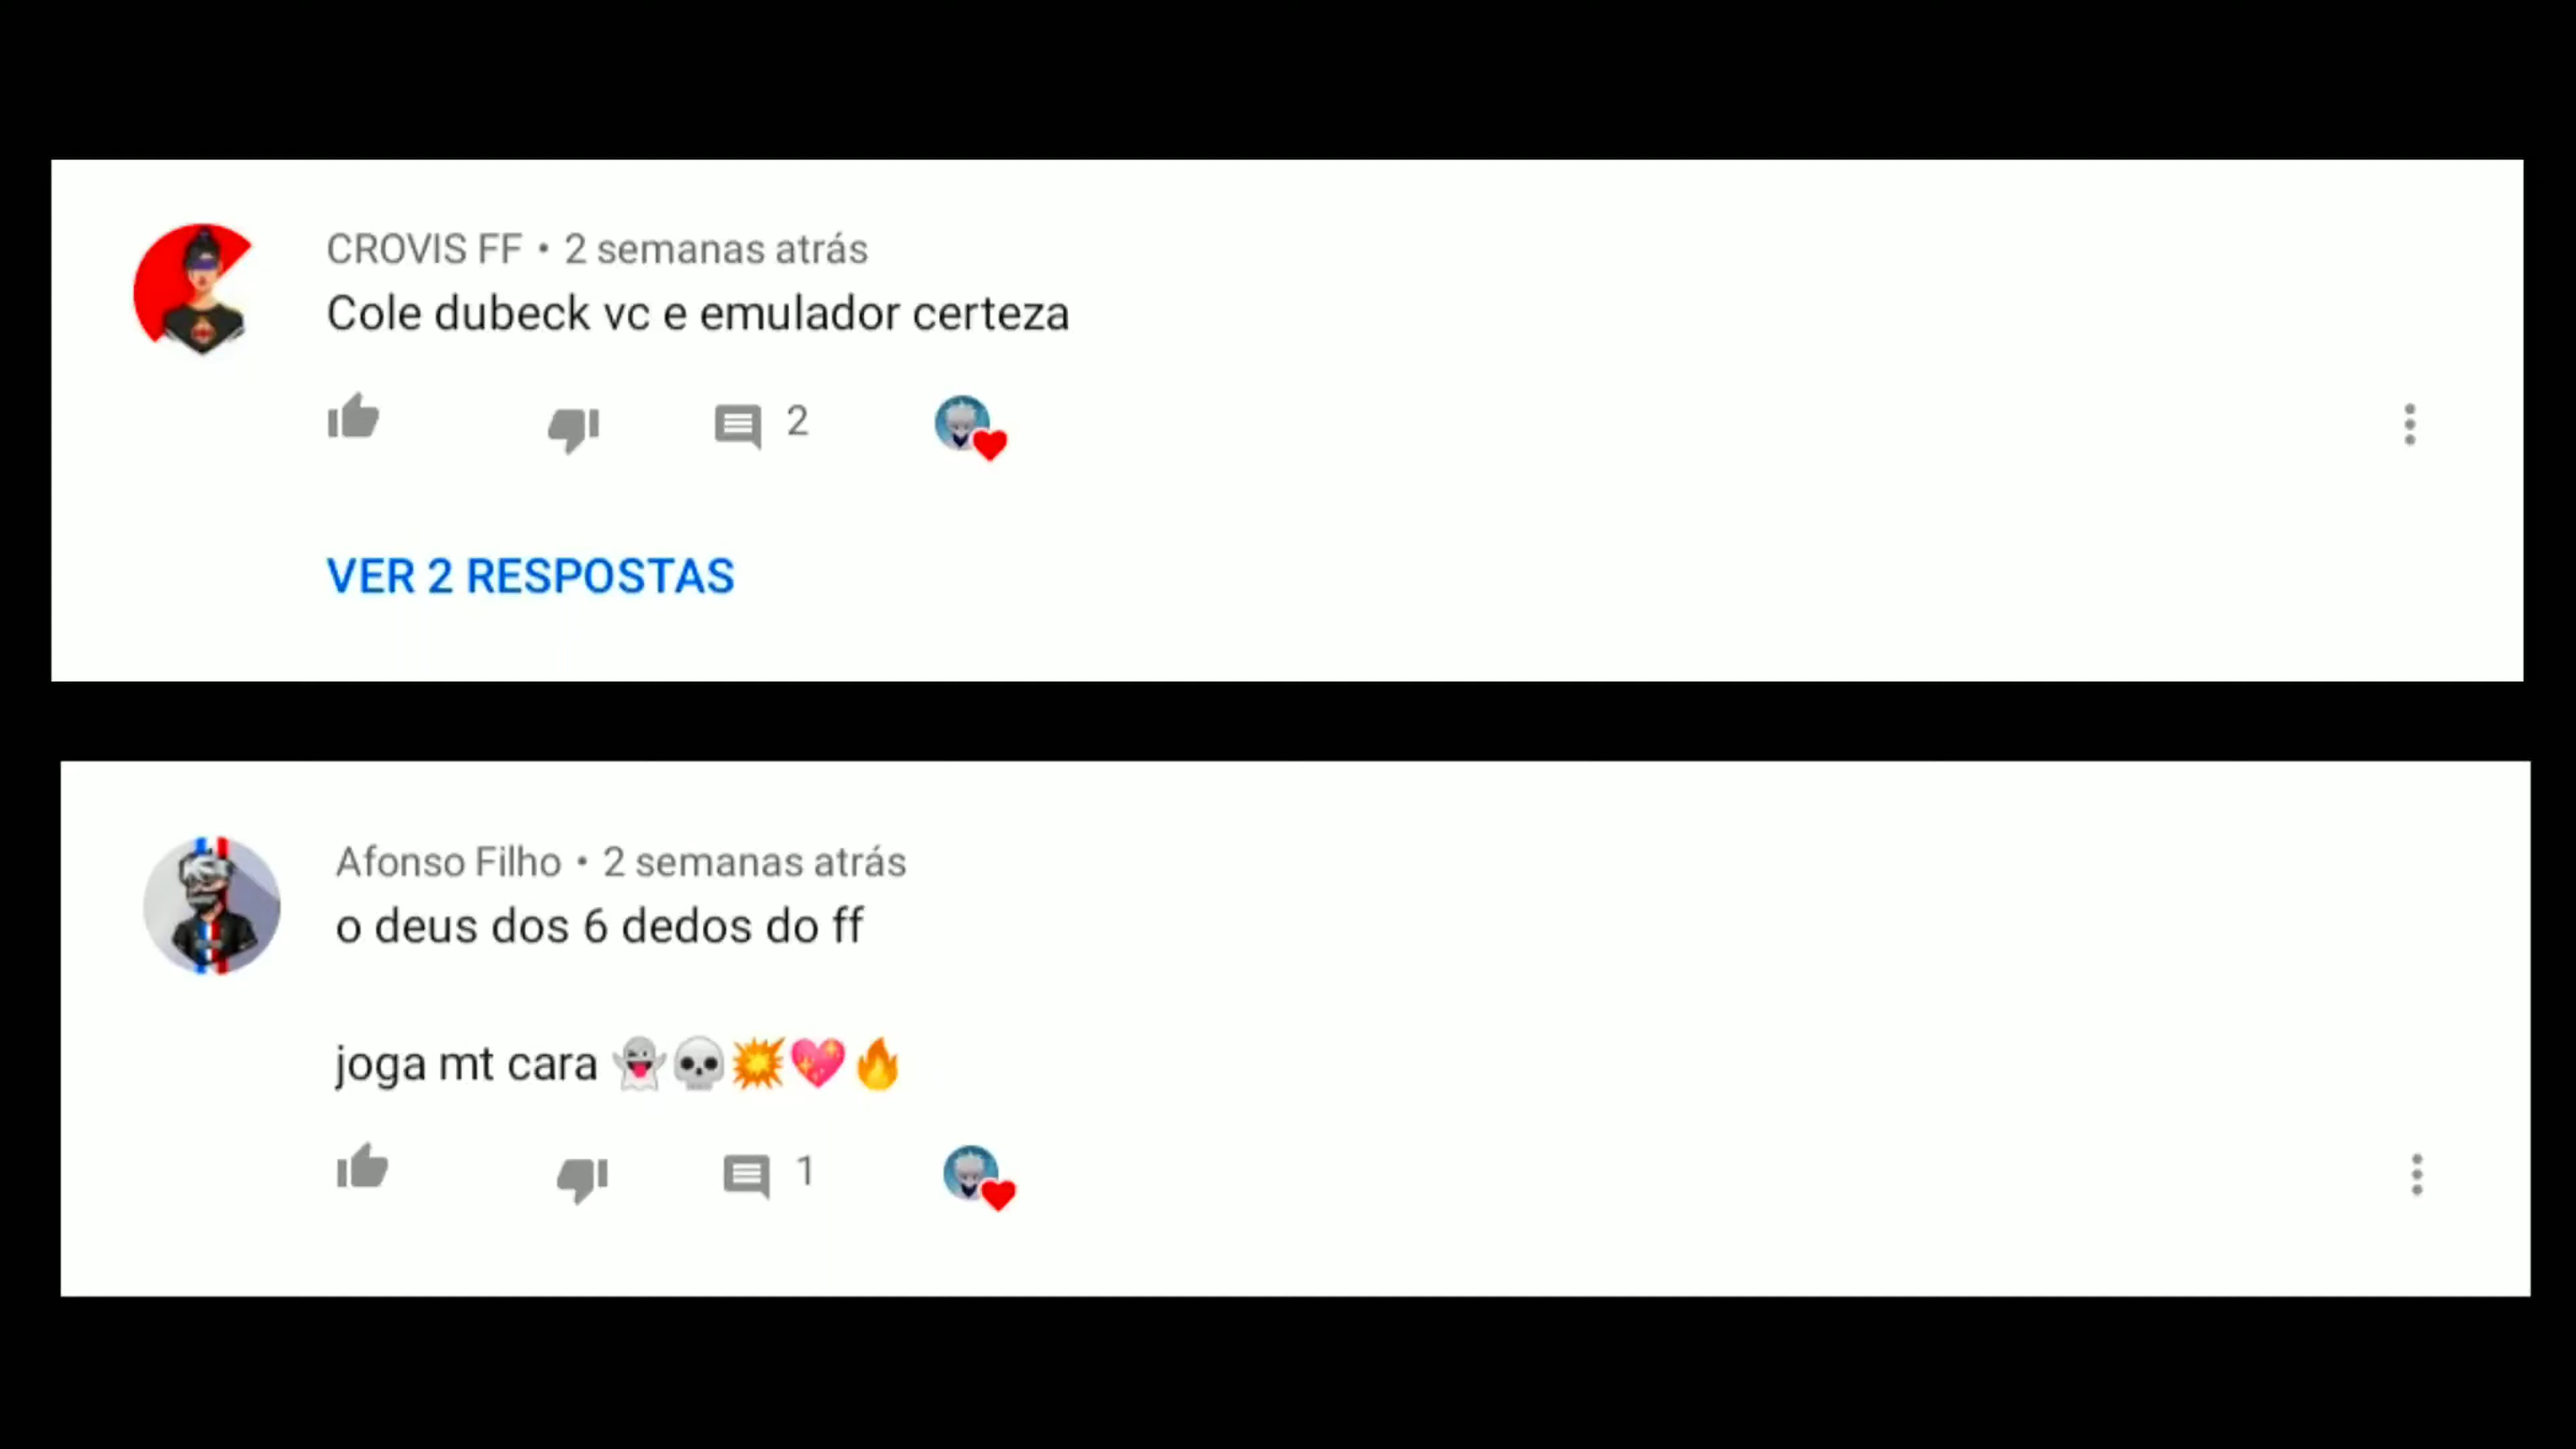 CROVIS FF • 2 semanas atrás
Cole dubeck vc e emulador certeza
2
VER 2 RESPOSTAS
Afonso Filho • 2 semanas atrás
o deus dos 6 dedos do ff
joga mt cara 👻💀💥💖🔥
1